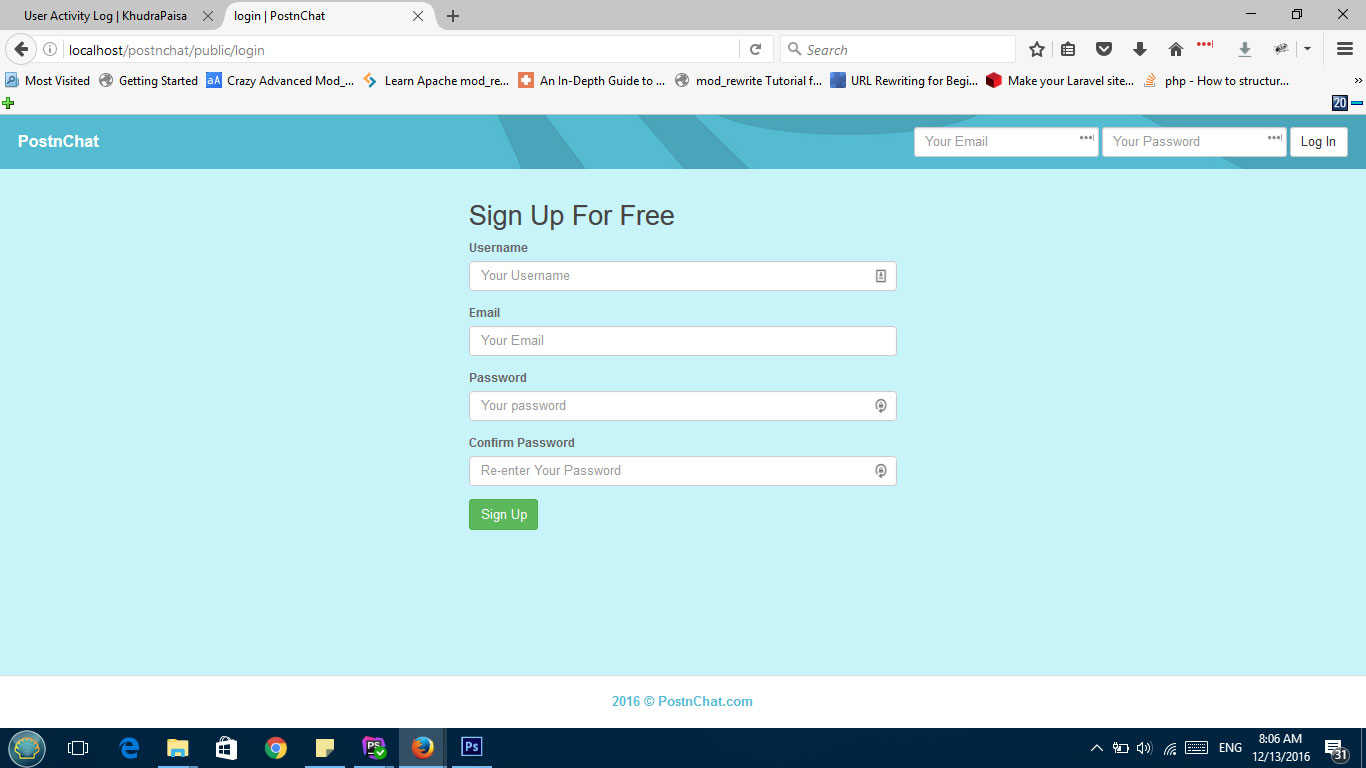 User Activity Log | KhudraPaisa
login | PostnChat
localhost/postnchat/public/login
Search
Most Visited Getting Started Crazy Advanced Mod_... Learn Apache mod_re... An In-Depth Guide to ... mod_rewrite Tutorial f... URL Rewriting for Begi... Make your Laravel site... php - How to structur...
20
PostnChat Your Email Your Password Log In
Sign Up For Free
Username
Your Username
Email
Your Email
Password
Your password
Confirm Password
Re-enter Your Password
Sign Up
2016 © PostnChat.com
PS Ps ENG 8:06 AM
12/13/2016 31